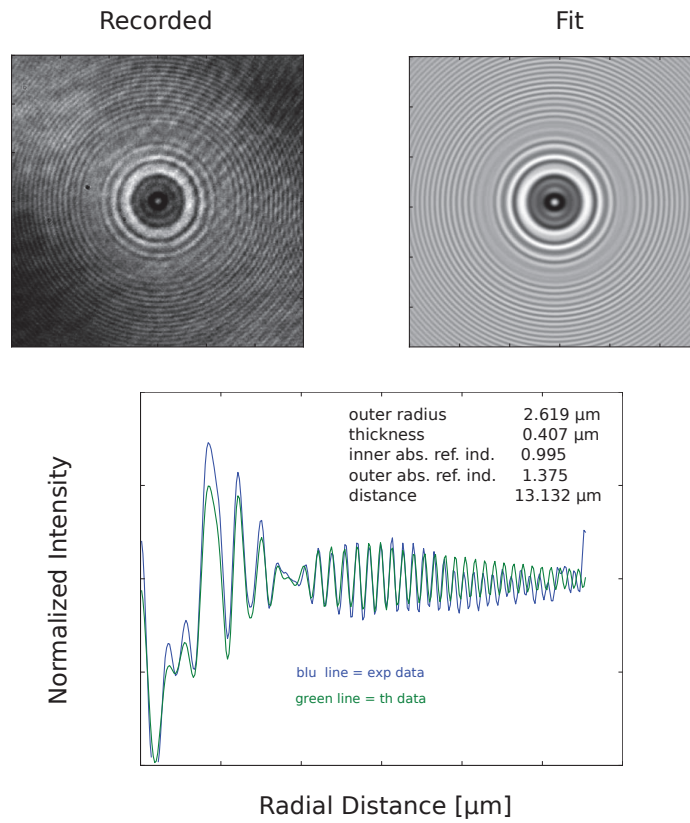 Recorded
Fit
outer radius 2.619 µm
thickness 0.407 µm
inner abs. ref. ind. 0.995
outer abs. ref. ind. 1.375
distance 13.132 µm
Normalized Intensity
blu line = exp data
green line = th data
Radial Distance [µm]